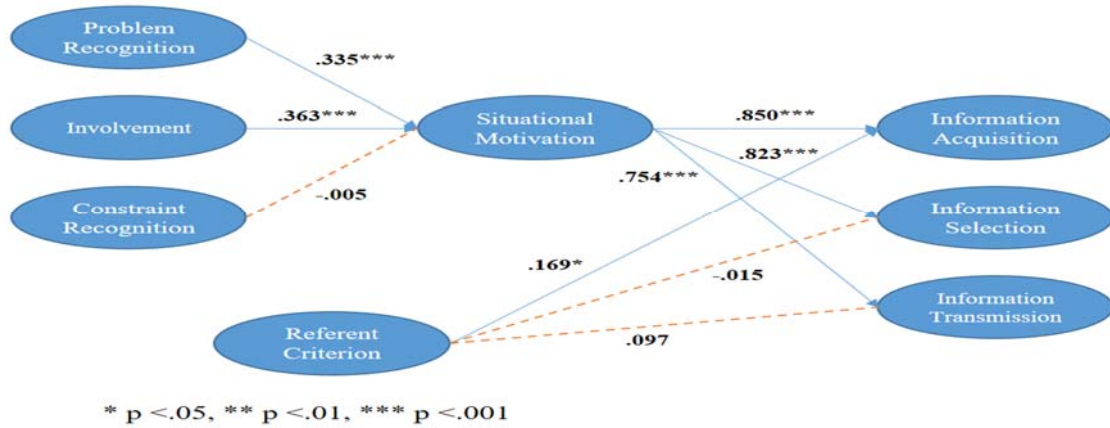 Problem
Recognition
.335***
Involvement
.363***
Constraint
Recognition
-.005
Situational
Motivation
.850***
.823***
.754***
Information
Acquisition
Information
Selection
Information
Transmission
Referent
Criterion
.169*
-.015
.097
* p <.05, ** p <.01, *** p <.001